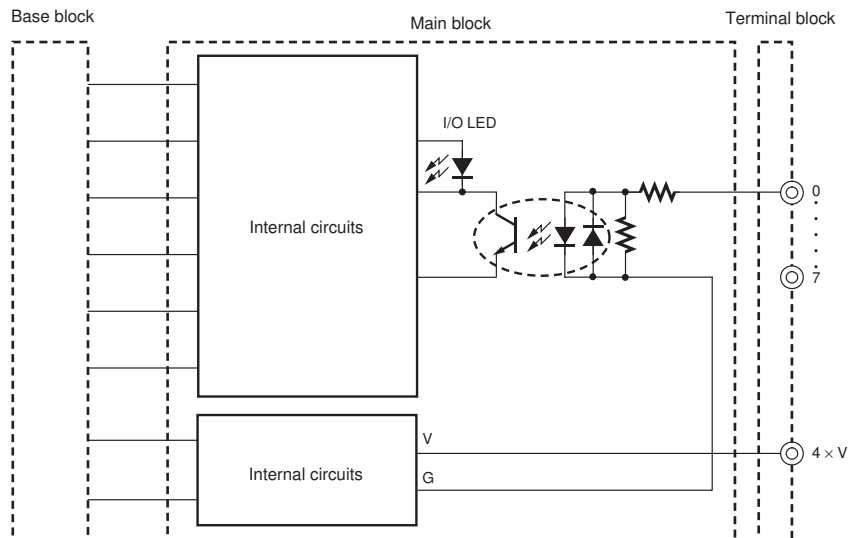 Base block
Main block
Terminal block
I/O LED
Internal circuits
0
7
Internal circuits
V
G
4 × V